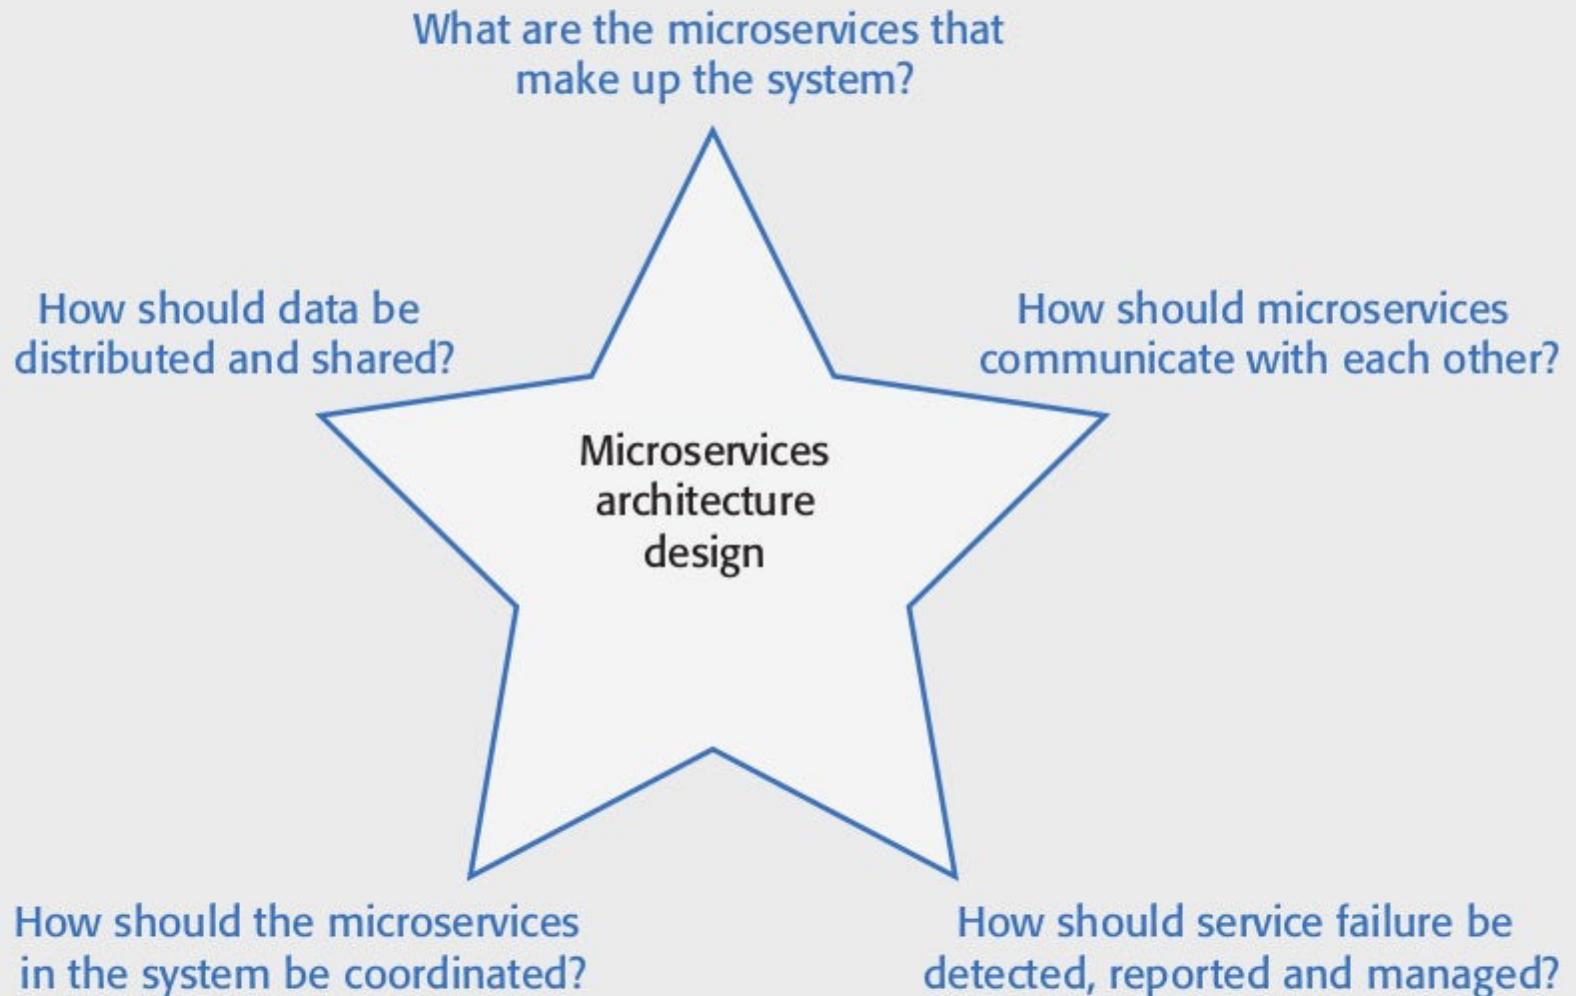 What are the microservices that
make up the system?
How should data be
distributed and shared?
How should microservices
communicate with each other?
Microservices
architecture
design
How should the microservices
in the system be coordinated?
How should service failure be
detected, reported and managed?